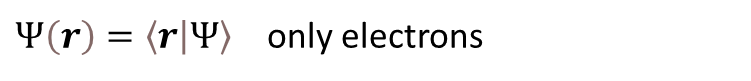 Ψ(r) = ⟨r|Ψ⟩ only electrons